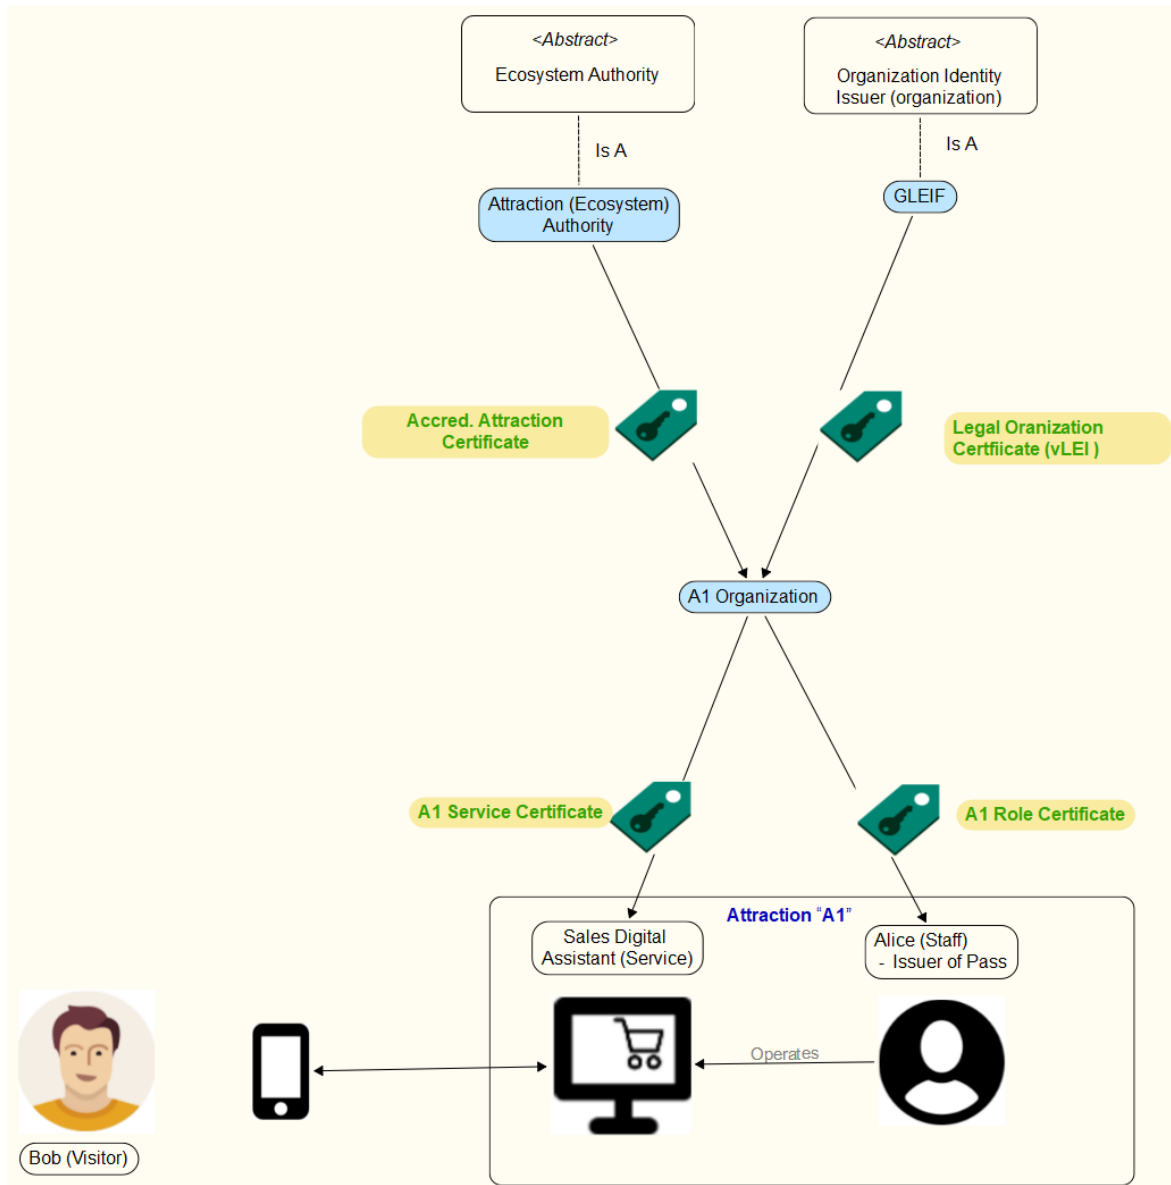 <Abstract>
Ecosystem Authority
<Abstract>
Organization Identity
Issuer (organization)
Is A
Is A
Attraction (Ecosystem)
Authority
GLEIF
Accred. Attraction
Certificate
Legal Oranization
Certfiicate (vLEI )
A1 Organization
A1 Service Certificate
A1 Role Certificate
Attraction “A1”
Sales Digital
Assistant (Service)
Alice (Staff)
- Issuer of Pass
Operates
Bob (Visitor)